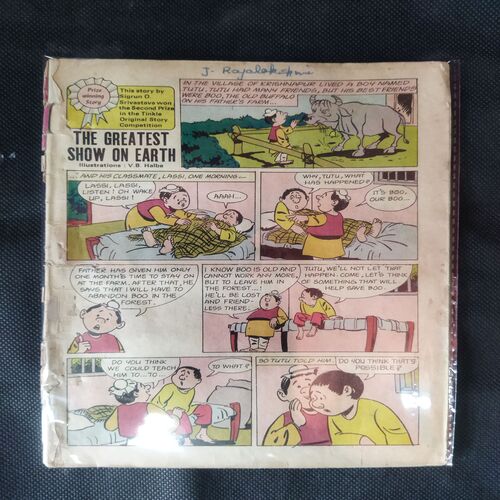 J. Rajalakshmi
Prize
winning
Story
This story by
Sigrun D.
Srivastava won
the Second Prize
in the Tinkle
Original Story
Competition
THE GREATEST
SHOW ON EARTH
Illustrations : V.B. Halbe
IN THE VILLAGE OF KRISHNAPUR LIVED A BOY NAMED
TUTU. TUTU HAD MANY FRIENDS, BUT HIS BEST FRIENDS
WERE BOO, THE OLD BUFFALO
ON HIS FATHER'S FARM...
...AND HIS CLASSMATE, LASSI. ONE MORNING...
LASSI, LASSI,
LISTEN! OH WAKE
UP, LASSI!
AAAH...
WHY, TUTU, WHAT
HAS HAPPENED?
IT'S BOO,
OUR BOO...
FATHER HAS GIVEN HIM ONLY
ONE MONTH'S TIME TO STAY ON
AT THE FARM. AFTER THAT, HE
SAYS THAT I WILL HAVE TO
ABANDON BOO IN THE
FOREST.
I KNOW BOO IS OLD AND
CANNOT WORK ANY MORE,
BUT TO LEAVE HIM
IN THE FOREST...!
HE'LL BE LOST
AND FRIEND-
LESS THERE.
TUTU, WE'LL NOT LET THAT
HAPPEN. COME, LET'S THINK
OF SOMETHING THAT WILL
HELP SAVE BOO.
DO YOU THINK
WE COULD TEACH
HIM TO...TO...
TO WHAT?
SO TUTU TOLD HIM.
DO YOU THINK THAT'S
POSSIBLE?